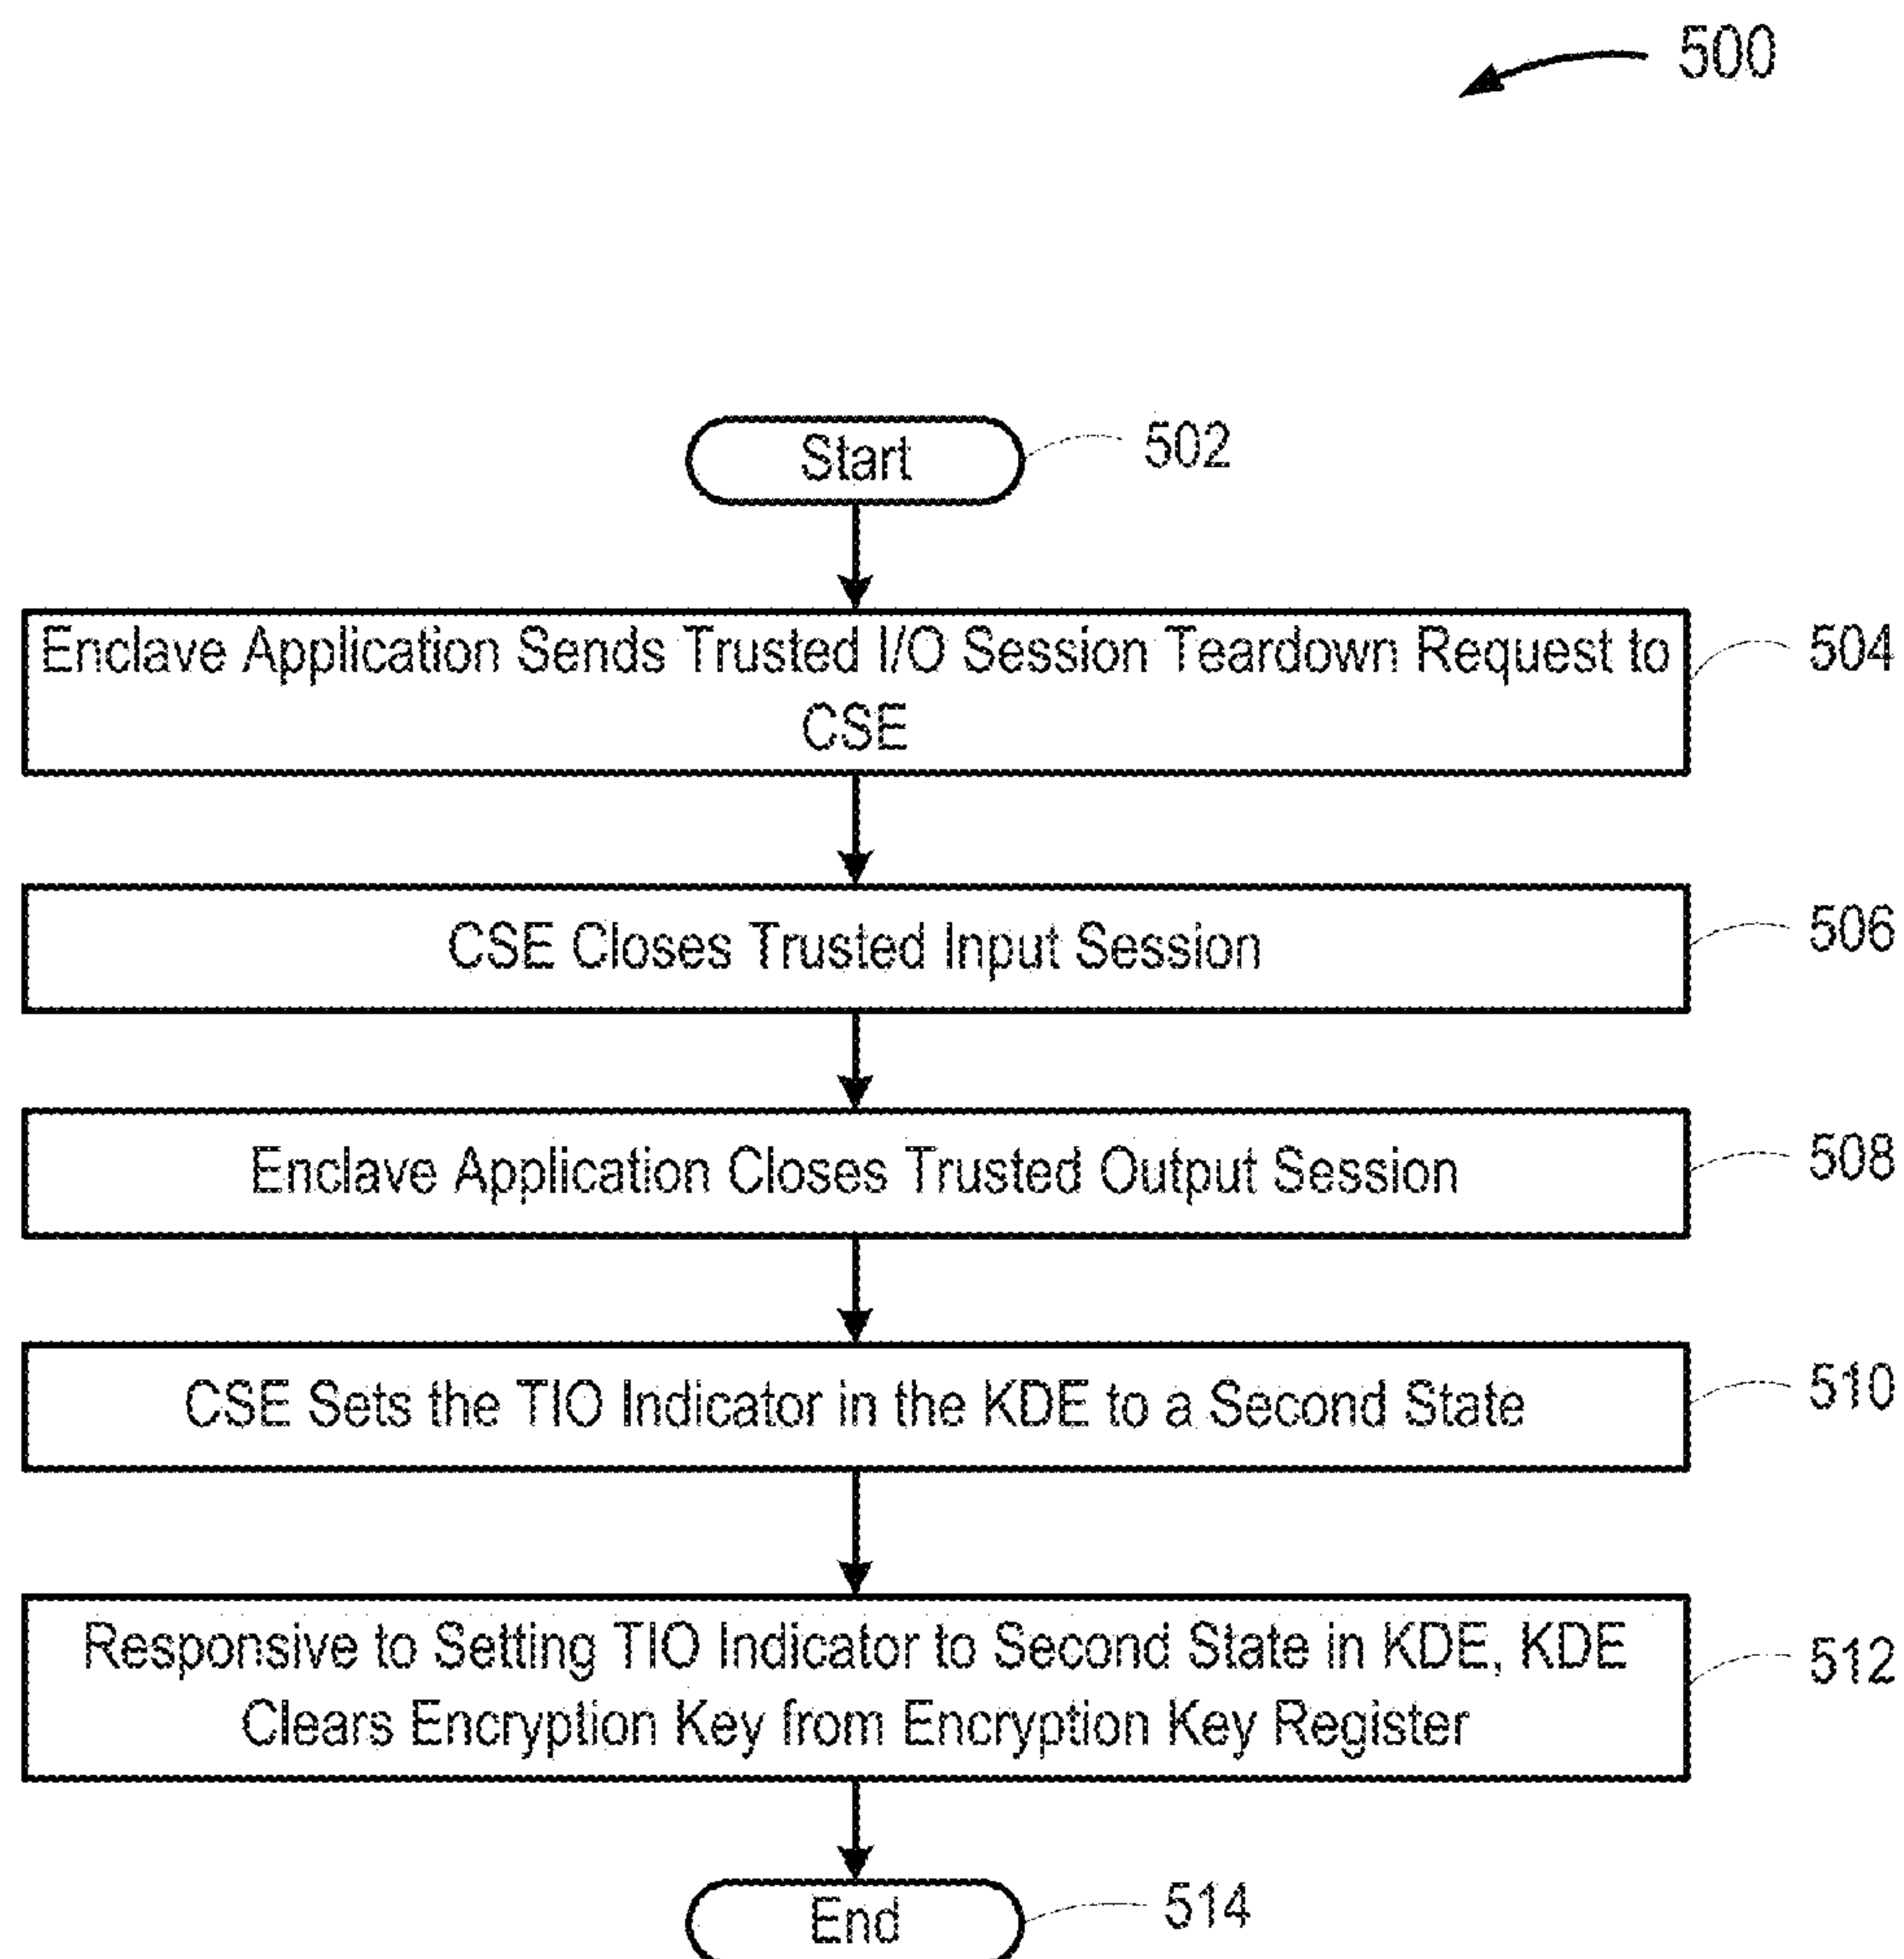 500
Start
502
Enclave Application Sends Trusted I/O Session Teardown Request to
CSE
504
CSE Closes Trusted Input Session
506
Enclave Application Closes Trusted Output Session
508
CSE Sets the TIO Indicator in the KDE to a Second State
510
Responsive to Setting TIO Indicator to Second State in KDE, KDE
Clears Encryption Key from Encryption Key Register
512
End
514